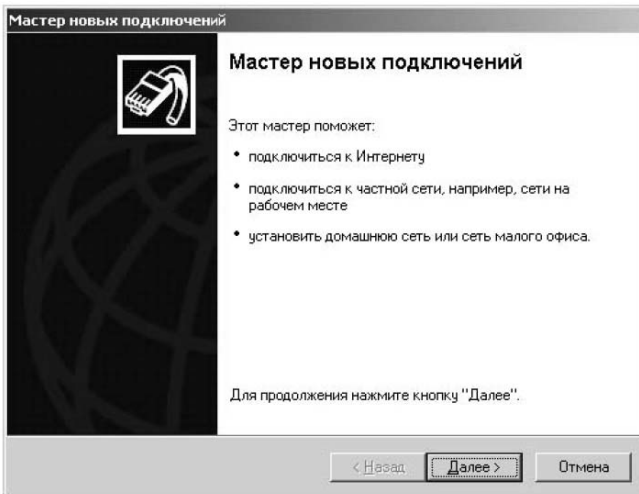 Мастер новых подключений
Мастер новых подключений
Этот мастер поможет:
• подключиться к Интернету
• подключиться к частной сети, например, сети на
рабочем месте
• установить домашнюю сеть или сеть малого офиса.
Для продолжения нажмите кнопку "Далее".
< Назад Далее > Отмена